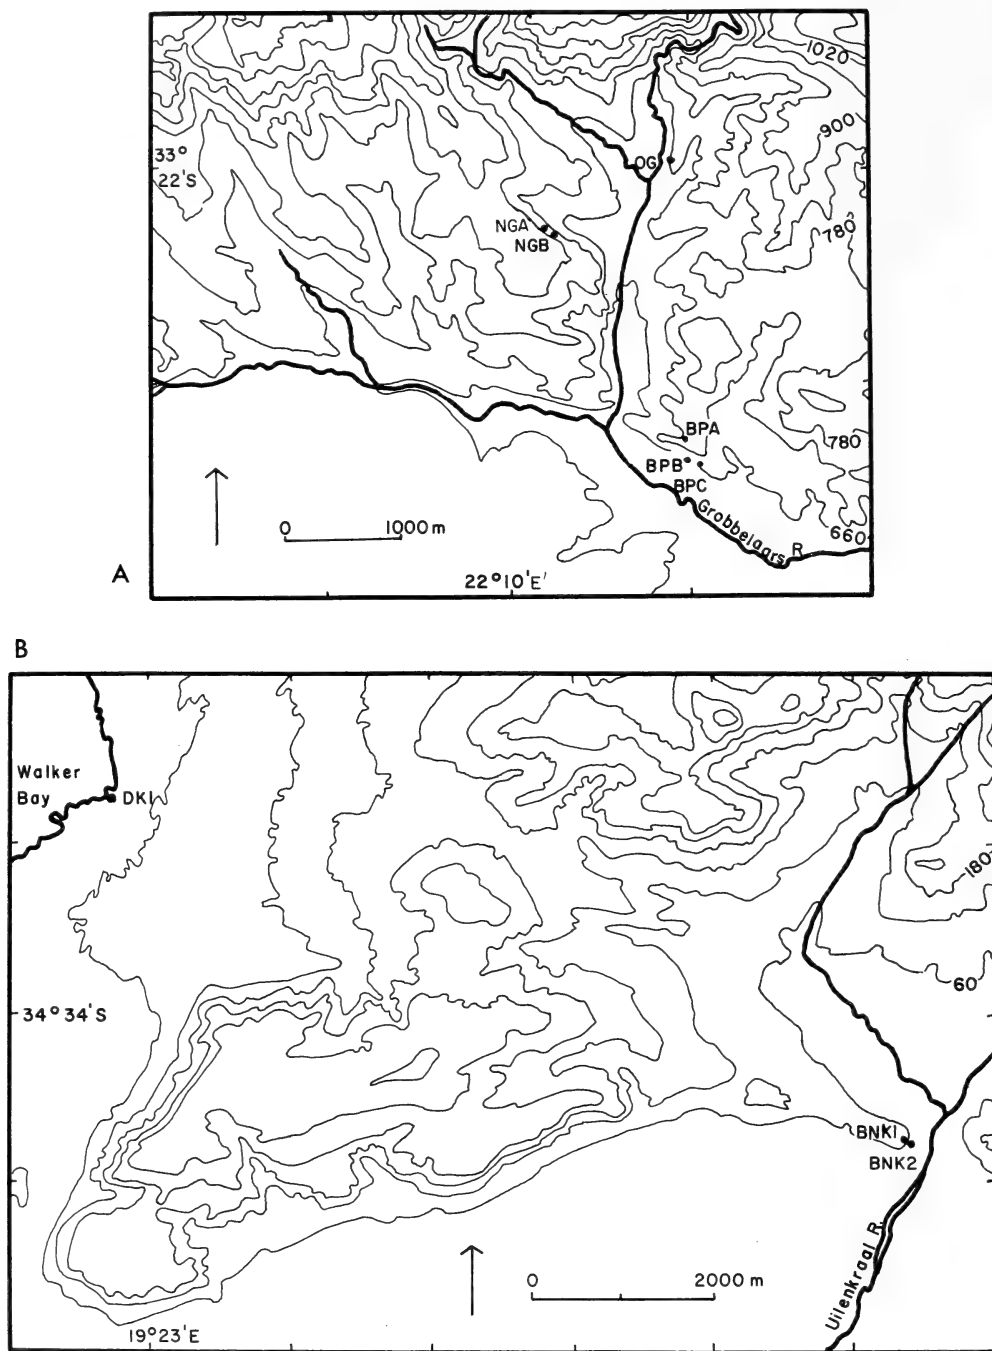 1020
900
33°
22'S
OG
NGA
NGB
780
BPA
780
BPB
BPC
Grobbelaars R
660
0 1000 m
22°10'E
A
B
Walker
Bay
DK1
180
60
34°34'S
BNK1
BNK2
Uilenkraal R.
0 2000 m
19°23'E